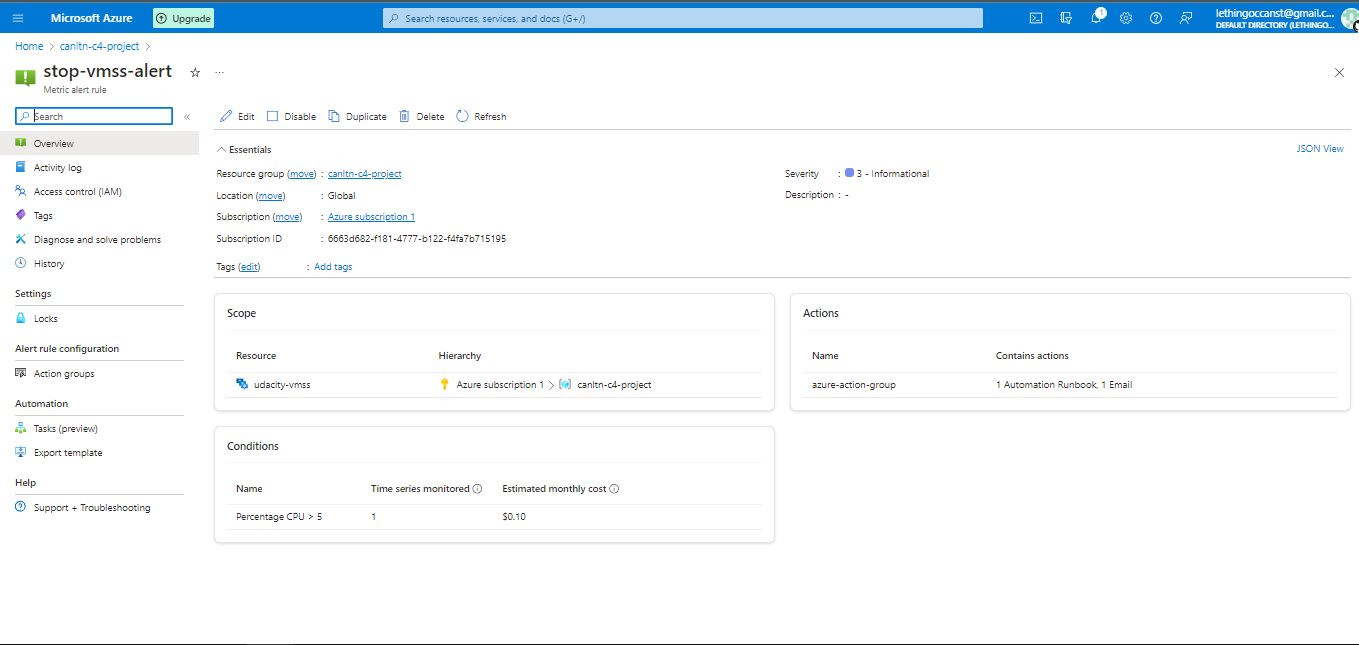 Microsoft Azure
Upgrade
Search resources, services, and docs (G+/)
1
lethingoccanst@gmail.c...
DEFAULT DIRECTORY (LETHINGO...
Home > canltn-c4-project >
stop-vmss-alert
Metric alert rule
Search
Edit Disable Duplicate Delete Refresh
Overview
Activity log
Access control (IAM)
Tags
Diagnose and solve problems
History
Settings
Locks
Alert rule configuration
Action groups
Automation
Tasks (preview)
Export template
Help
Support + Troubleshooting
Essentials
JSON View
Resource group (move) : canltn-c4-project
Location (move) : Global
Subscription (move) : Azure subscription 1
Subscription ID : 6663d682-f181-4777-b122-f4fa7b715195
Tags (edit) : Add tags
Severity : 3 - Informational
Description : -
Scope
Resource Hierarchy
udacity-vmss Azure subscription 1 > canltn-c4-project
Actions
Name Contains actions
azure-action-group 1 Automation Runbook, 1 Email
Conditions
Name Time series monitored Estimated monthly cost
Percentage CPU > 5 1 $0.10